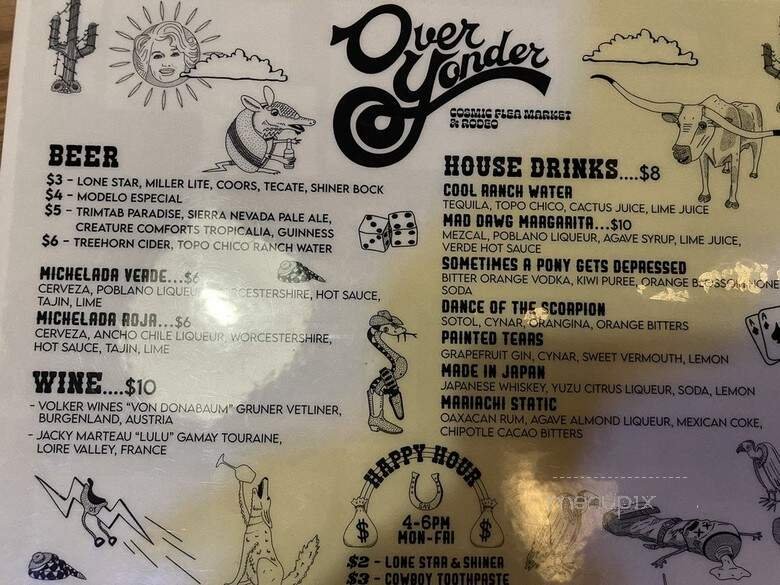 Over
Yonder
COSMIC FLEA MARKET
& RODEO
BEER
$3 - LONE STAR, MILLER LITE, COORS, TECATE, SHINER BOCK
$4 - MODELO ESPECIAL
$5 - TRIMTAB PARADISE, SIERRA NEVADA PALE ALE,
CREATURE COMFORTS TROPICALIA, GUINNESS
$6 - TREEHORN CIDER, TOPO CHICO RANCH WATER
MICHELADA VERDE...$6
CERVEZA, POBLANO LIQUEUR, WORCESTERSHIRE, HOT SAUCE,
TAJIN, LIME
MICHELADA ROJA...$6
CERVEZA, ANCHO CHILE LIQUEUR, WORCESTERSHIRE,
HOT SAUCE, TAJIN, LIME
WINE....$10
- VOLKER WINES "VON DONABAUM" GRUNER VETLINER,
BURGENLAND, AUSTRIA
- JACKY MARTEAU "LULU" GAMAY TOURAINE,
LOIRE VALLEY, FRANCE
HOUSE DRINKS....$8
COOL RANCH WATER
TEQUILA, TOPO CHICO, CACTUS JUICE, LIME JUICE
MAD DAWG MARGARITA...$10
MEZCAL, POBLANO LIQUEUR, AGAVE SYRUP, LIME JUICE,
VERDE HOT SAUCE
SOMETIMES A PONY GETS DEPRESSED
BITTER ORANGE VODKA, KIWI PUREE, ORANGE BLOSSOM HONE
SODA
DANCE OF THE SCORPION
SOTOL, CYNAR, ORANGINA, ORANGE BITTERS
PAINTED TEARS
GRAPEFRUIT GIN, CYNAR, SWEET VERMOUTH, LEMON
MADE IN JAPAN
JAPANESE WHISKEY, YUZU CITRUS LIQUEUR, SODA, LEMON
MARIACHI STATIC
OAXACAN RUM, AGAVE ALMOND LIQUEUR, MEXICAN COKE,
CHIPOTLE CACAO BITTERS
HAPPY HOUR
$ $
4-6PM
MON-FRI
$2 - LONE STAR & SHINER
$3 - COWBOY TOOTHPASTE
menupix